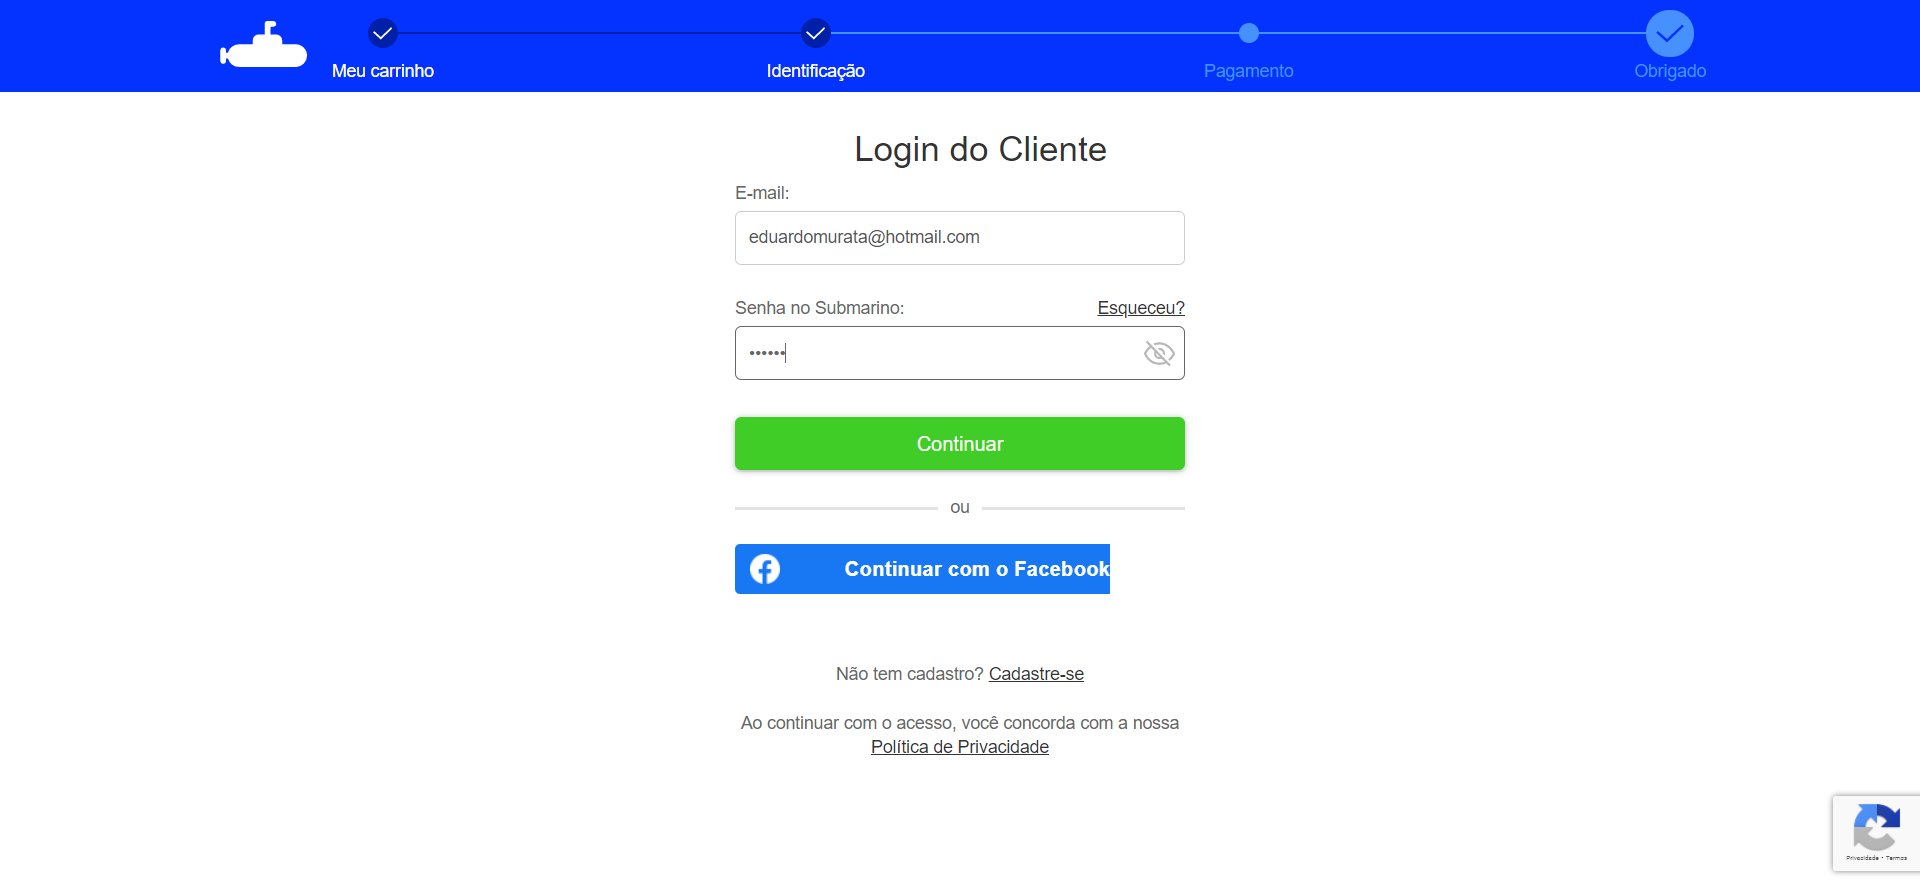 Meu carrinho
Identificação
Pagamento
Obrigado
Login do Cliente
E-mail:
eduardomurata@hotmail.com
Senha no Submarino:
Esqueceu?
••••••
Continuar
ou
Continuar com o Facebook
Não tem cadastro? Cadastre-se
Ao continuar com o acesso, você concorda com a nossa
Política de Privacidade
Privacidade - Termos